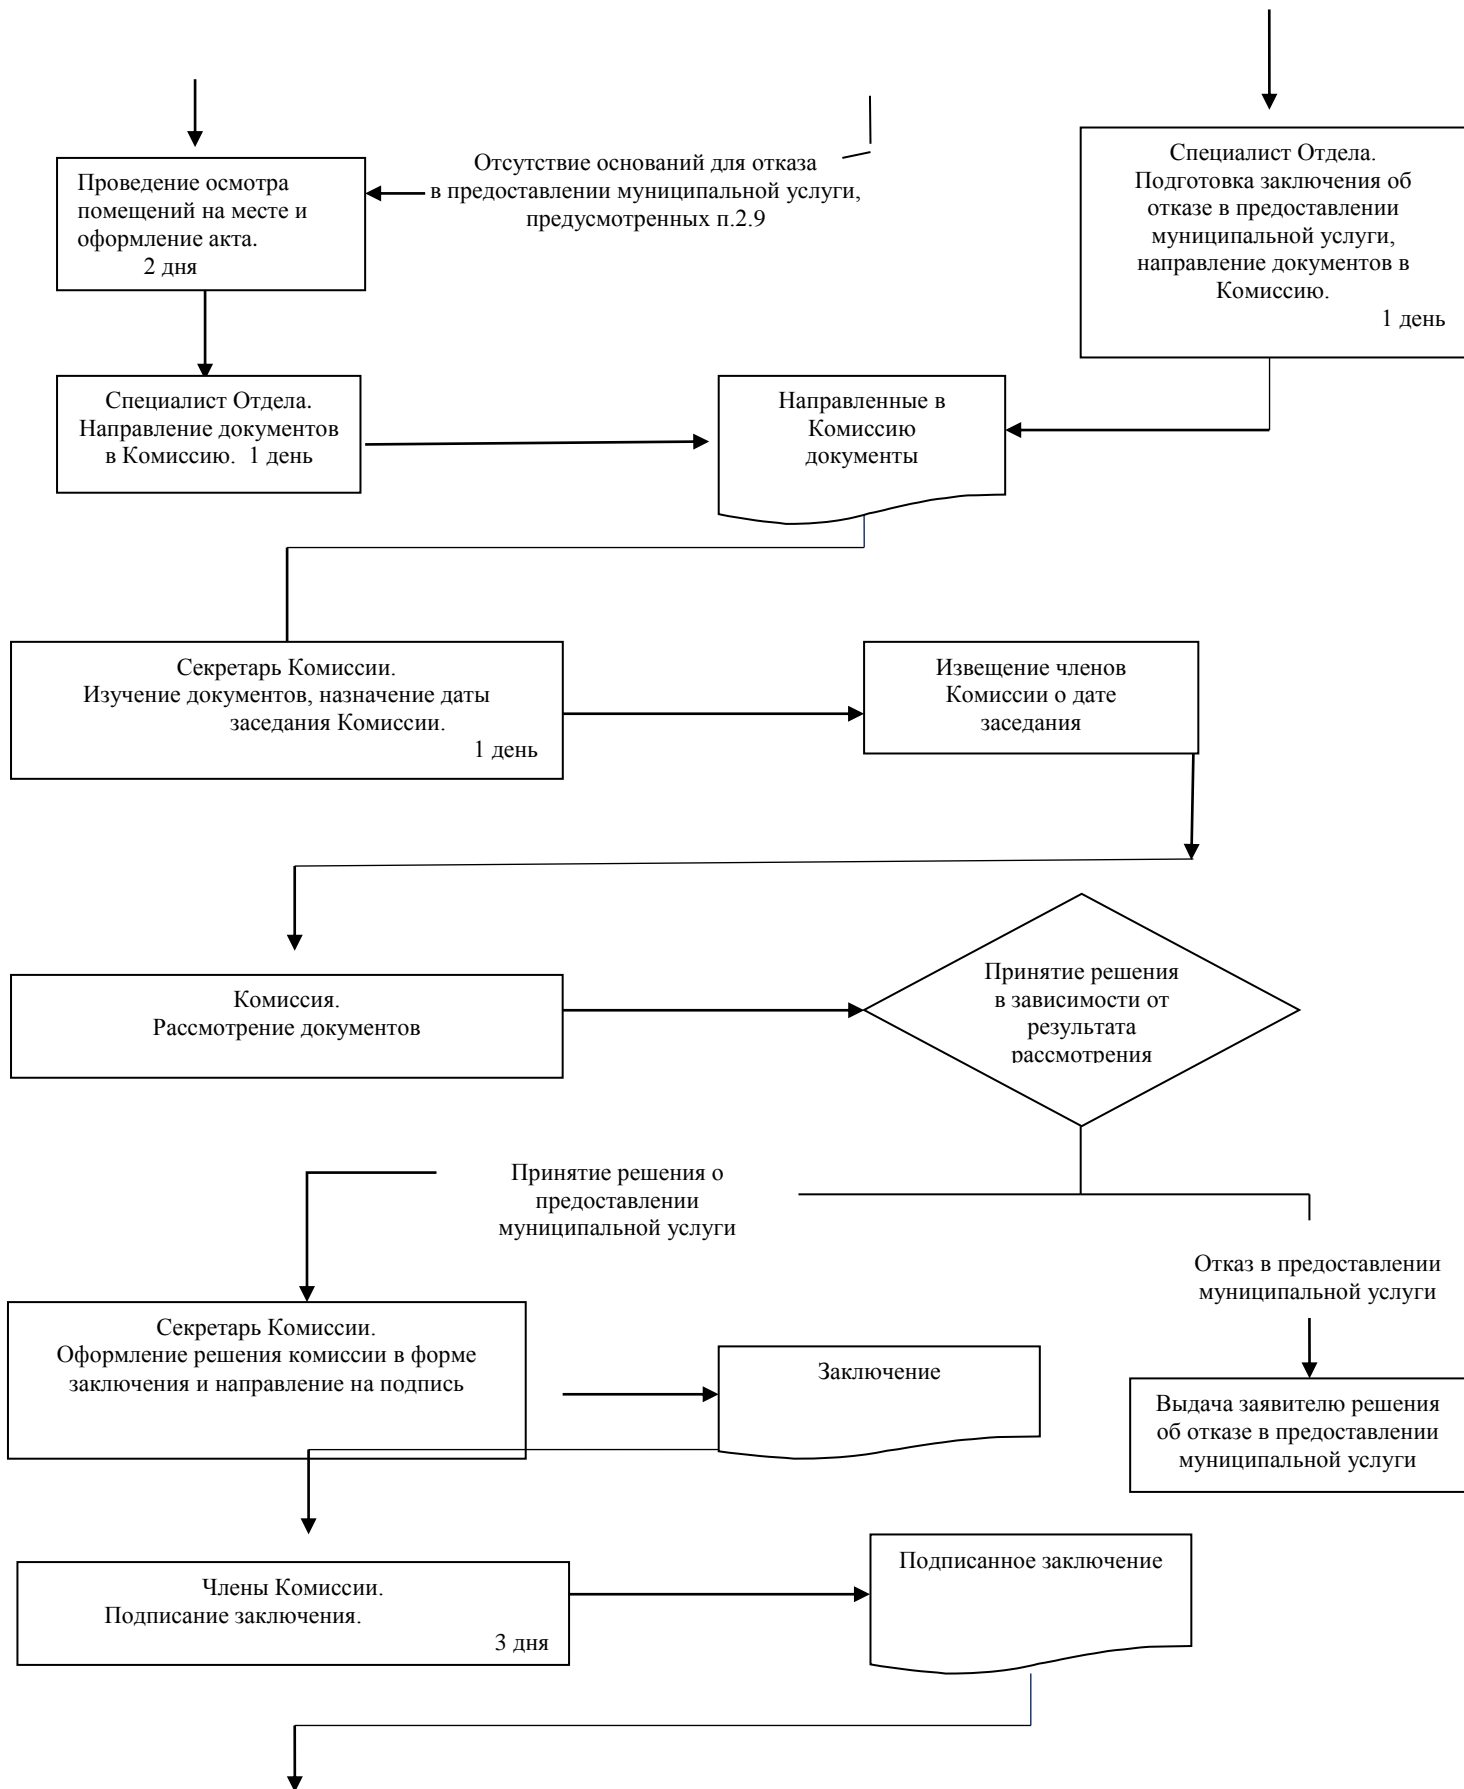 Отсутствие оснований для отказа
в предоставлении муниципальной услуги,
предусмотренных п.2.9
Проведение осмотра
помещений на месте и
оформление акта.
2 дня
Специалист Отдела.
Подготовка заключения об
отказе в предоставлении
муниципальной услуги,
направление документов в
Комиссию.
1 день
Специалист Отдела.
Направление документов
в Комиссию. 1 день
Направленные в
Комиссию
документы
Секретарь Комиссии.
Изучение документов, назначение даты
заседания Комиссии.
1 день
Извещение членов
Комиссии о дате
заседания
Комиссия.
Рассмотрение документов
Принятие решения
в зависимости от
результата
рассмотрения
Принятие решения о
предоставлении
муниципальной услуги
Отказ в предоставлении
муниципальной услуги
Секретарь Комиссии.
Оформление решения комиссии в форме
заключения и направление на подпись
Заключение
Выдача заявителю решения
об отказе в предоставлении
муниципальной услуги
Члены Комиссии.
Подписание заключения.
3 дня
Подписанное заключение